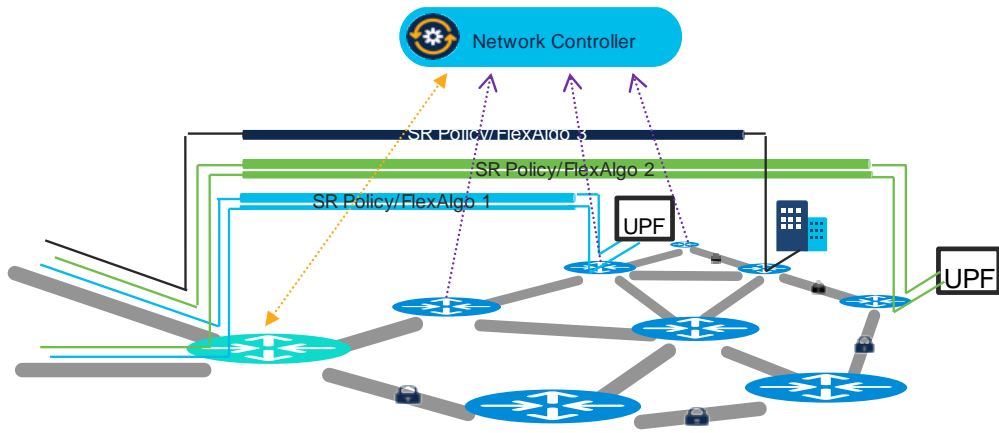 Network Controller
SR Policy/FlexAlgo 3
SR Policy/FlexAlgo 2
SR Policy/FlexAlgo 1
UPF
UPF